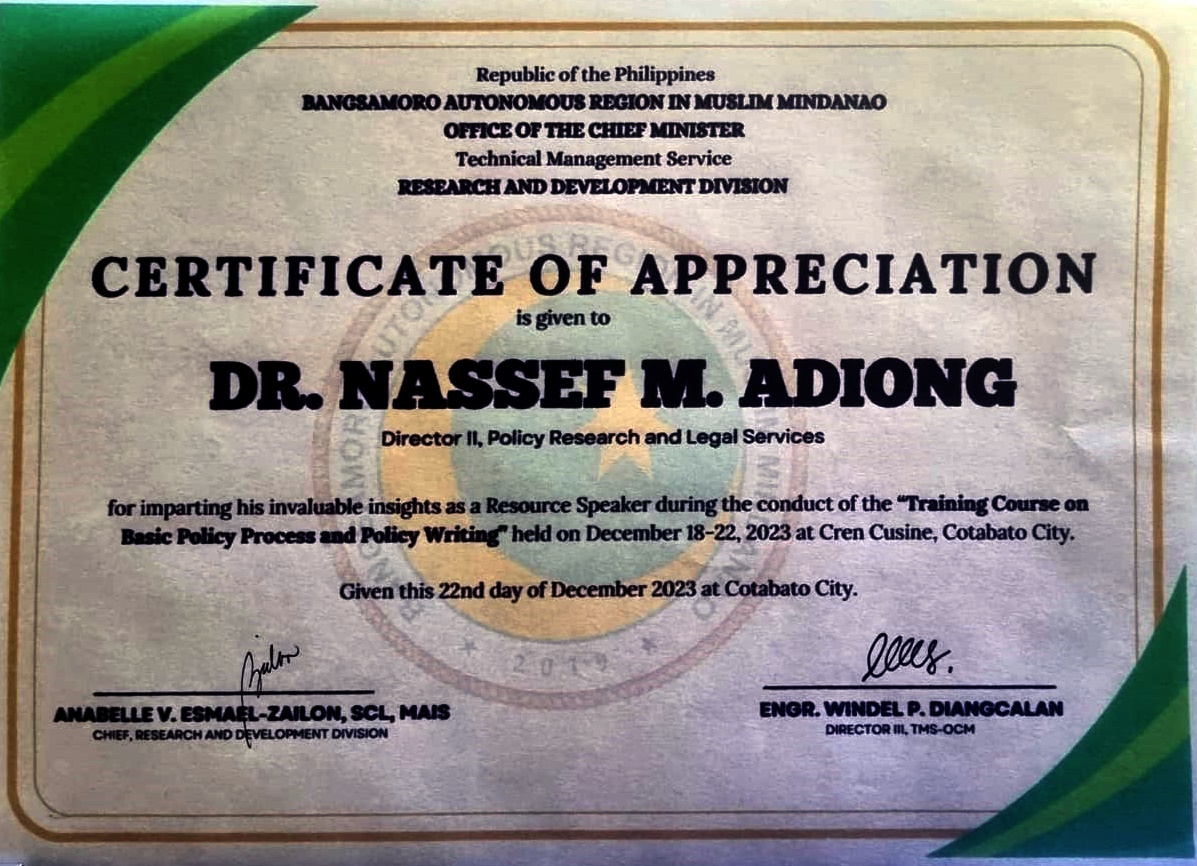 Republic of the Philippines
BANGSAMORO AUTONOMOUS REGION IN MUSLIM MINDANAO
OFFICE OF THE CHIEF MINISTER
Technical Management Service
RESEARCH AND DEVELOPMENT DIVISION
CERTIFICATE OF APPRECIATION
is given to
DR. NASSEF M. ADIONG
Director II, Policy Research and Legal Services
for imparting his invaluable insights as a Resource Speaker during the conduct of the “Training Course on
Basic Policy Process and Policy Writing” held on December 18-22, 2023 at Cren Cusine, Cotabato City.
Given this 22nd day of December 2023 at Cotabato City.
2019
ANABELLE V. ESMAEL-ZAILON, SCL, MAIS
CHIEF, RESEARCH AND DEVELOPMENT DIVISION
ENGR. WINDEL P. DIANGCALAN
DIRECTOR III, TMS-OCM